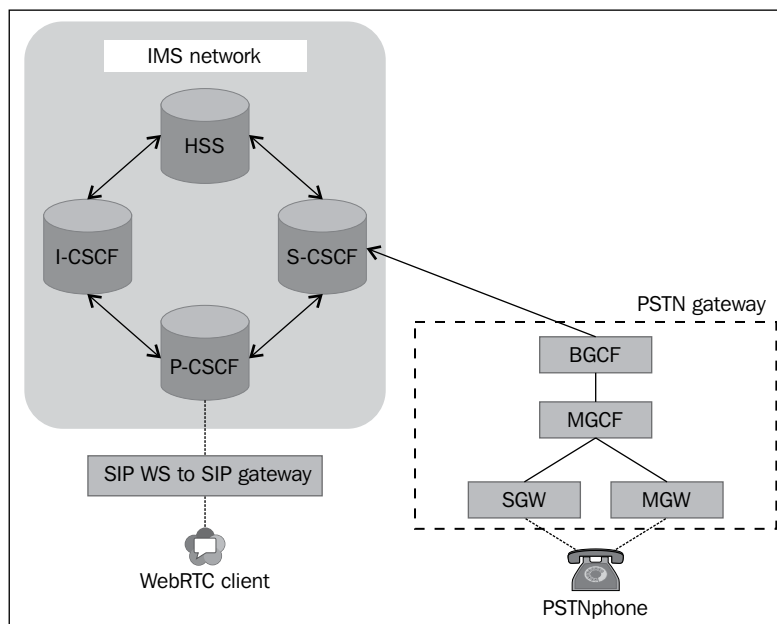 IMS network
HSS
I-CSCF
S-CSCF
P-CSCF
SIP WS to SIP gateway
WebRTC client
PSTN gateway
BGCF
MGCF
SGW
MGW
PSTNphone